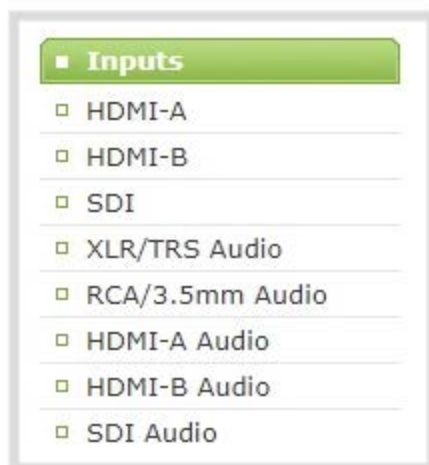 Inputs
HDMI-A
HDMI-B
SDI
XLR/TRS Audio
RCA/3.5mm Audio
HDMI-A Audio
HDMI-B Audio
SDI Audio